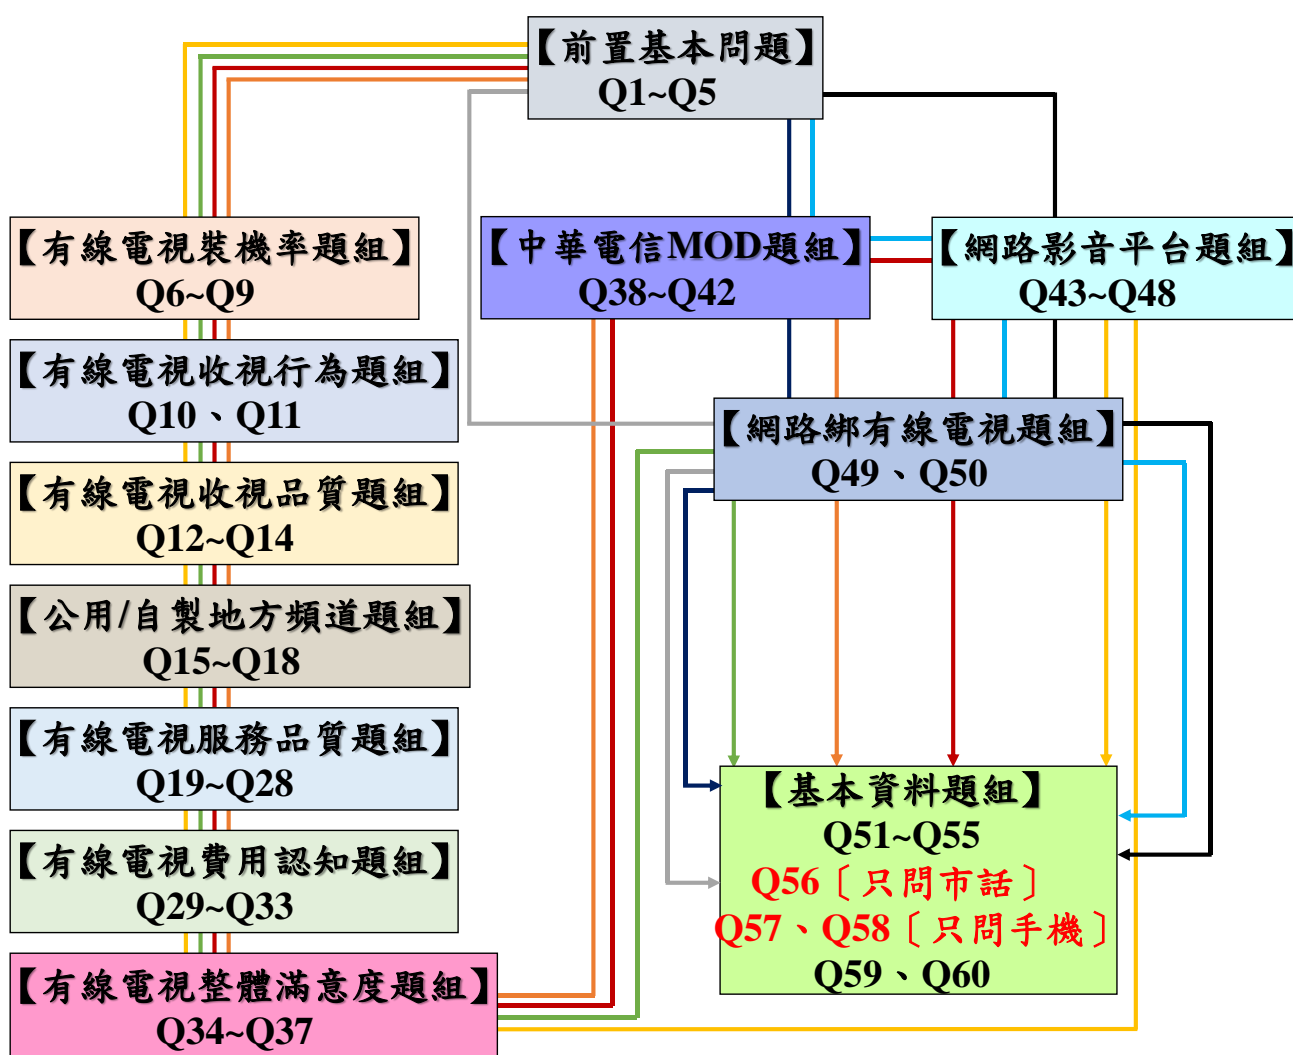 【前置基本問題】
Q1~Q5
【有線電視裝機率題組】
Q6~Q9
【中華電信MOD題組】
Q38~Q42
【網路影音平台題組】
Q43~Q48
【有線電視收視行為題組】
Q10、Q11
【網路綁有線電視題組】
Q49、Q50
【有線電視收視品質題組】
Q12~Q14
【公用/自製地方頻道題組】
Q15~Q18
【有線電視服務品質題組】
Q19~Q28
【有線電視費用認知題組】
Q29~Q33
【有線電視整體滿意度題組】
Q34~Q37
【基本資料題組】
Q51~Q55
Q56〔只問市話〕
Q57、Q58〔只問手機〕
Q59、Q60